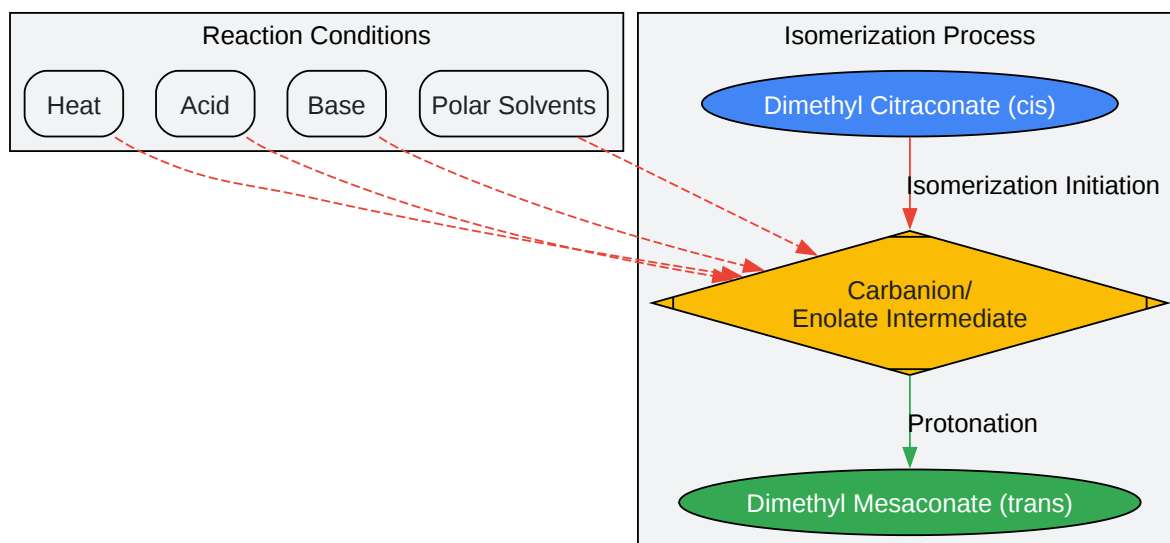 Reaction Conditions
Heat
Acid
Base
Polar Solvents
Isomerization Process
Dimethyl Citraconate (cis)
Isomerization Initiation
Carbanion/
Enolate Intermediate
Protonation
Dimethyl Mesaconate (trans)